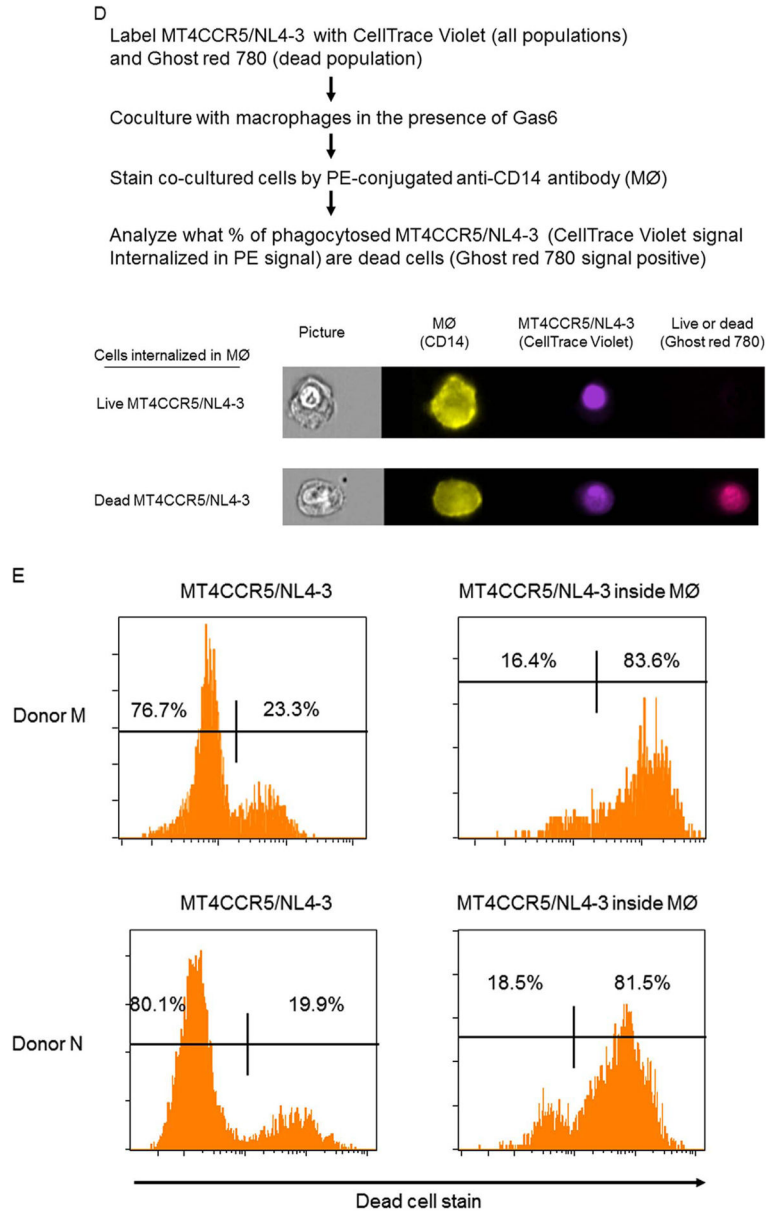 D
Label MT4CCR5/NL4-3 with CellTrace Violet (all populations)
and Ghost red 780 (dead population)
Coculture with macrophages in the presence of Gas6
Stain co-cultured cells by PE-conjugated anti-CD14 antibody (MØ)
Analyze what % of phagocytosed MT4CCR5/NL4-3 (CellTrace Violet signal
Internalized in PE signal) are dead cells (Ghost red 780 signal positive)
Cells internalized in MØ
Picture
MØ
(CD14)
MT4CCR5/NL4-3
(CellTrace Violet)
Live or dead
(Ghost red 780)
Live MT4CCR5/NL4-3
Dead MT4CCR5/NL4-3
E
MT4CCR5/NL4-3
MT4CCR5/NL4-3 inside MØ
Donor M
76.7%
23.3%
16.4%
83.6%
MT4CCR5/NL4-3
MT4CCR5/NL4-3 inside MØ
Donor N
80.1%
19.9%
18.5%
81.5%
Dead cell stain